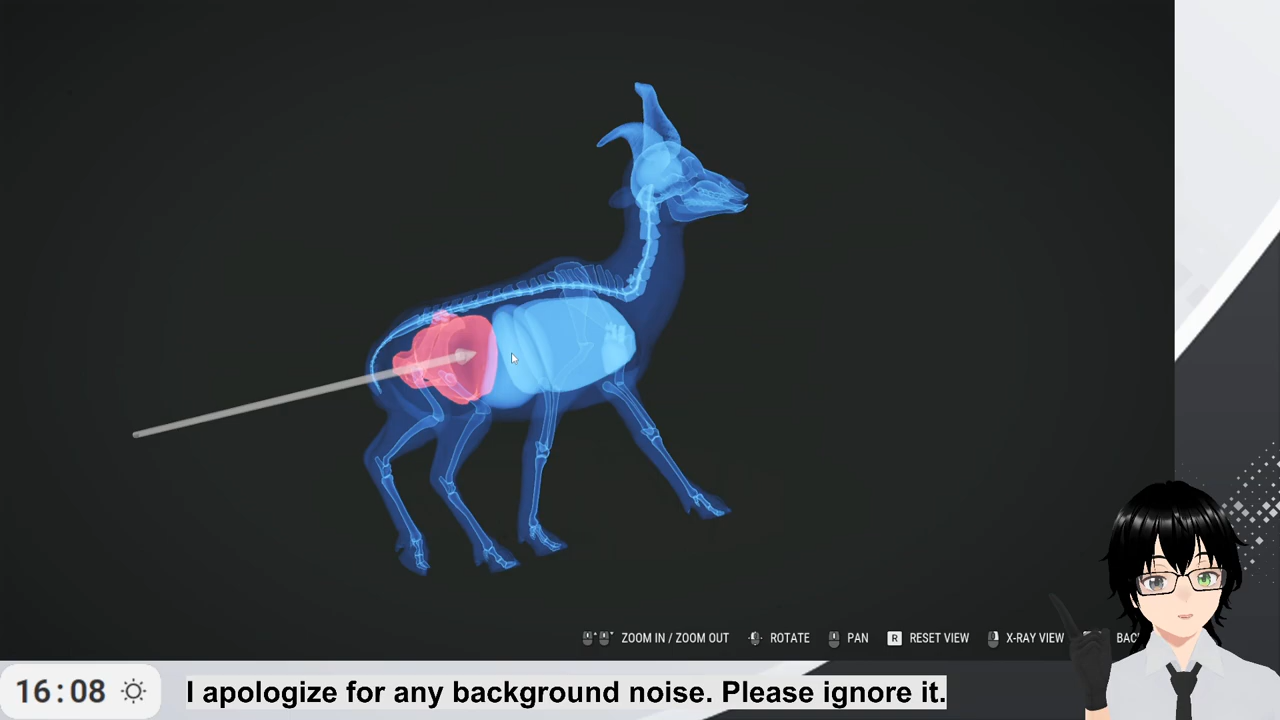 ZOOM IN / ZOOM OUT ROTATE PAN R RESET VIEW X-RAY VIEW
16:08 I apologize for any background noise. Please ignore it.